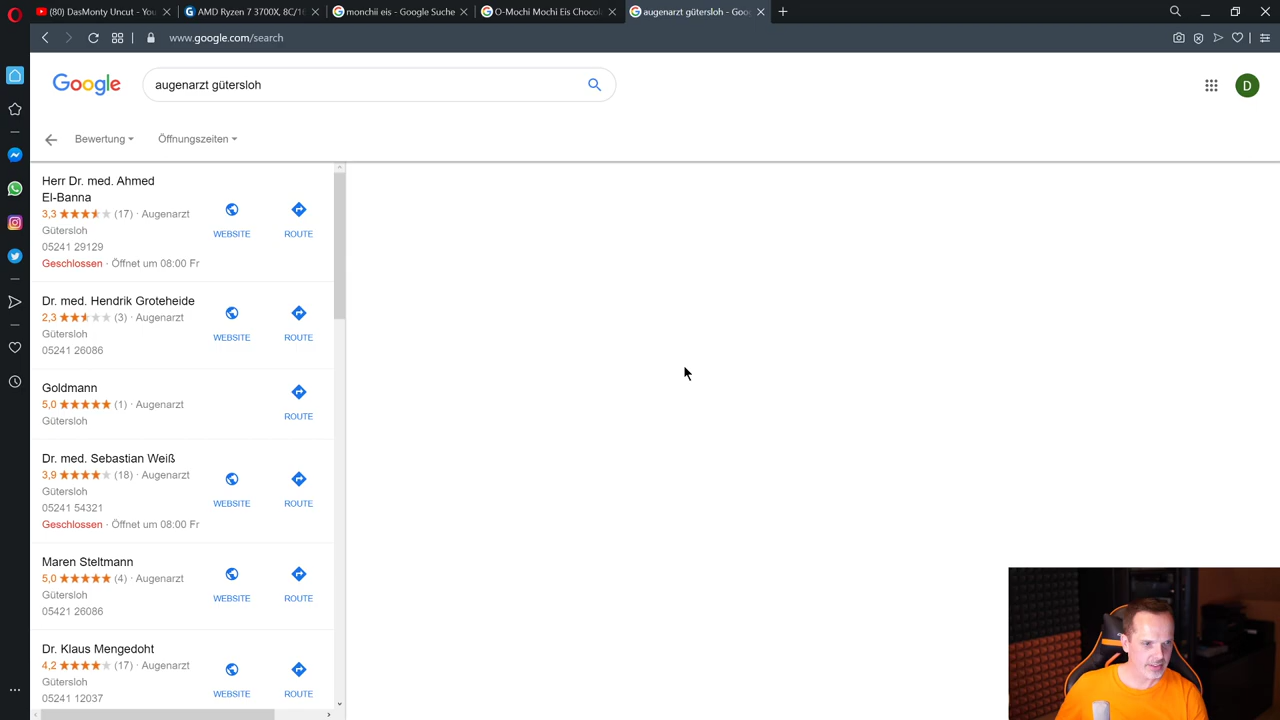 (80) DasMonty Uncut - You
AMD Ryzen 7 3700X, 8C/16
monchii eis - Google Suche
O-Mochi Mochi Eis Chocola
augenarzt gütersloh - Goo
www.google.com/search
Google
augenarzt gütersloh
D
Bewertung
Öffnungszeiten
Herr Dr. med. Ahmed
El-Banna
3,3 (17) · Augenarzt
Gütersloh
05241 29129
Geschlossen · Öffnet um 08:00 Fr
WEBSITE
ROUTE
Dr. med. Hendrik Groteheide
2,3 (3) · Augenarzt
Gütersloh
05241 26086
WEBSITE
ROUTE
Goldmann
5,0 (1) · Augenarzt
Gütersloh
ROUTE
Dr. med. Sebastian Weiß
3,9 (18) · Augenarzt
Gütersloh
05241 54321
Geschlossen · Öffnet um 08:00 Fr
WEBSITE
ROUTE
Maren Steltmann
5,0 (4) · Augenarzt
Gütersloh
05421 26086
WEBSITE
ROUTE
Dr. Klaus Mengedoht
4,2 (17) · Augenarzt
Gütersloh
05241 12037
WEBSITE
ROUTE